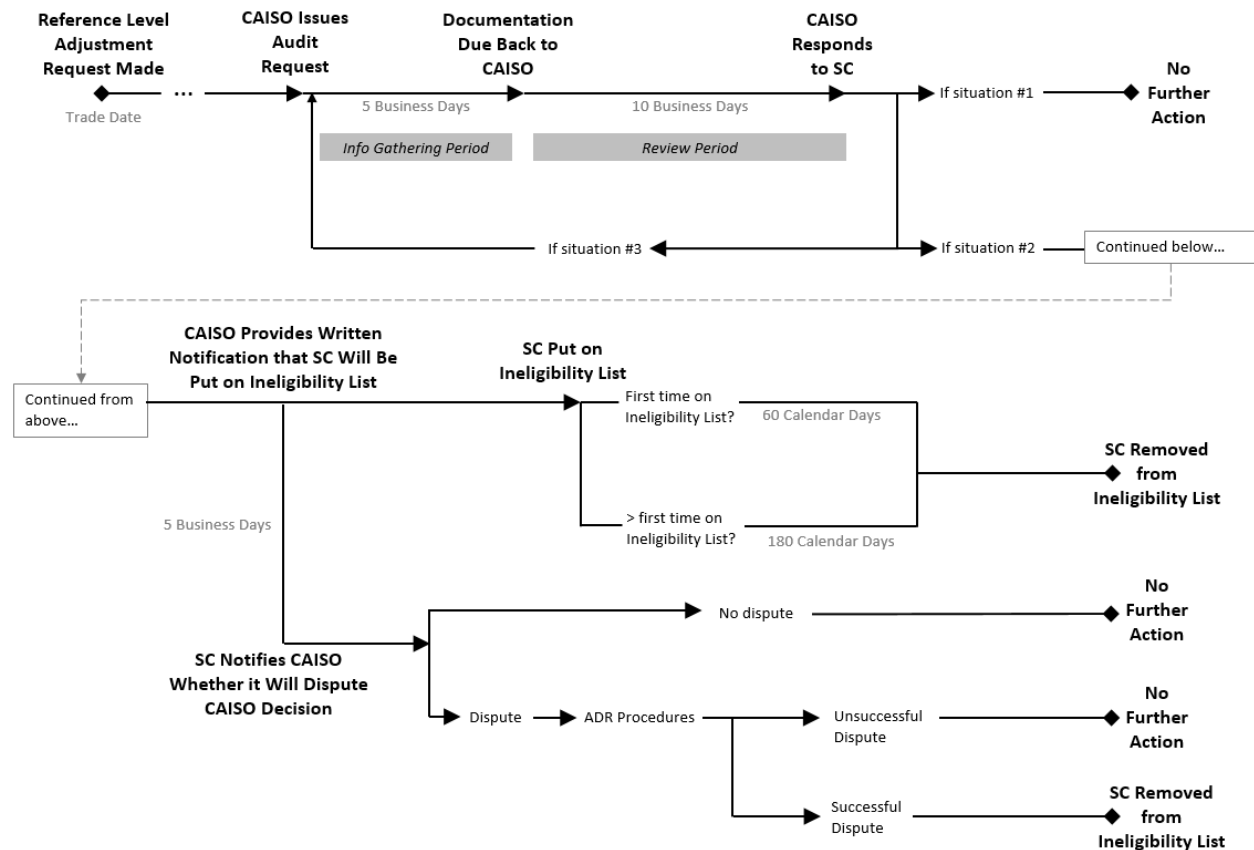 Reference Level
Adjustment
Request Made
CAISO Issues
Audit
Request
Documentation
Due Back to
CAISO
CAISO
Responds
to SC
No
Further
Action
...
Trade Date
5 Business Days
10 Business Days
If situation #1
Info Gathering Period
Review Period
If situation #3
If situation #2
Continued below...
CAISO Provides Written
Notification that SC Will Be
Put on Ineligibility List
SC Put on
Ineligibility List
Continued from
above...
First time on
Ineligibility List?
60 Calendar Days
SC Removed
from
Ineligibility List
5 Business Days
> first time on
Ineligibility List?
180 Calendar Days
No dispute
No
Further
Action
SC Notifies CAISO
Whether it Will Dispute
CAISO Decision
Dispute
ADR Procedures
Unsuccessful
Dispute
No
Further
Action
Successful
Dispute
SC Removed
from
Ineligibility List